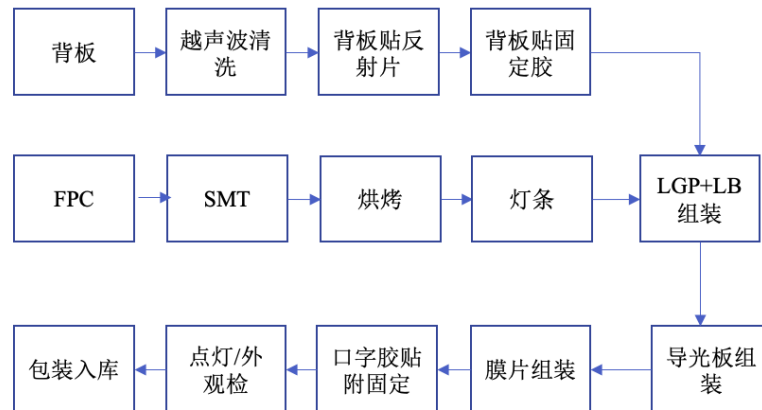 背板
越声波清
洗
背板贴反
射片
背板贴固
定胶
FPC
SMT
烘烤
灯条
LGP+LB
组装
包装入库
点灯/外
观检
口字胶贴
附固定
膜片组装
导光板组
装